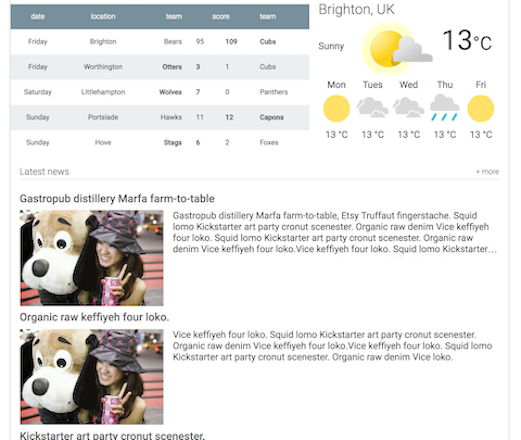 date location team score team
Friday Brighton Bears 95 109 Cubs
Friday Worthington Otters 3 1 Cubs
Saturday Littlehampton Wolves 7 0 Panthers
Sunday Portslade Hawks 11 12 Capons
Sunday Hove Stags 6 2 Foxes
Brighton, UK
Sunny 13°C
Mon Tues Wed Thu Fri
13 °C 13 °C 13 °C 13 °C 13 °C
Latest news + more
Gastropub distillery Marfa farm-to-table
Gastropub distillery Marfa farm-to-table, Etsy Truffaut fingerstache. Squid
lomo Kickstarter art party cronut scenester. Organic raw denim Vice keffiyeh
four loko. Squid lomo Kickstarter art party cronut scenester. Organic raw
denim Vice keffiyeh four loko.Vice keffiyeh four loko. Squid lomo Kickstarter...
Organic raw keffiyeh four loko.
Vice keffiyeh four loko. Squid lomo Kickstarter art party cronut scenester.
Organic raw denim Vice keffiyeh four loko.Vice keffiyeh four loko. Squid lomo
Kickstarter art party cronut scenester. Organic raw denim Vice loko.
Kickstarter art party cronut scenester.